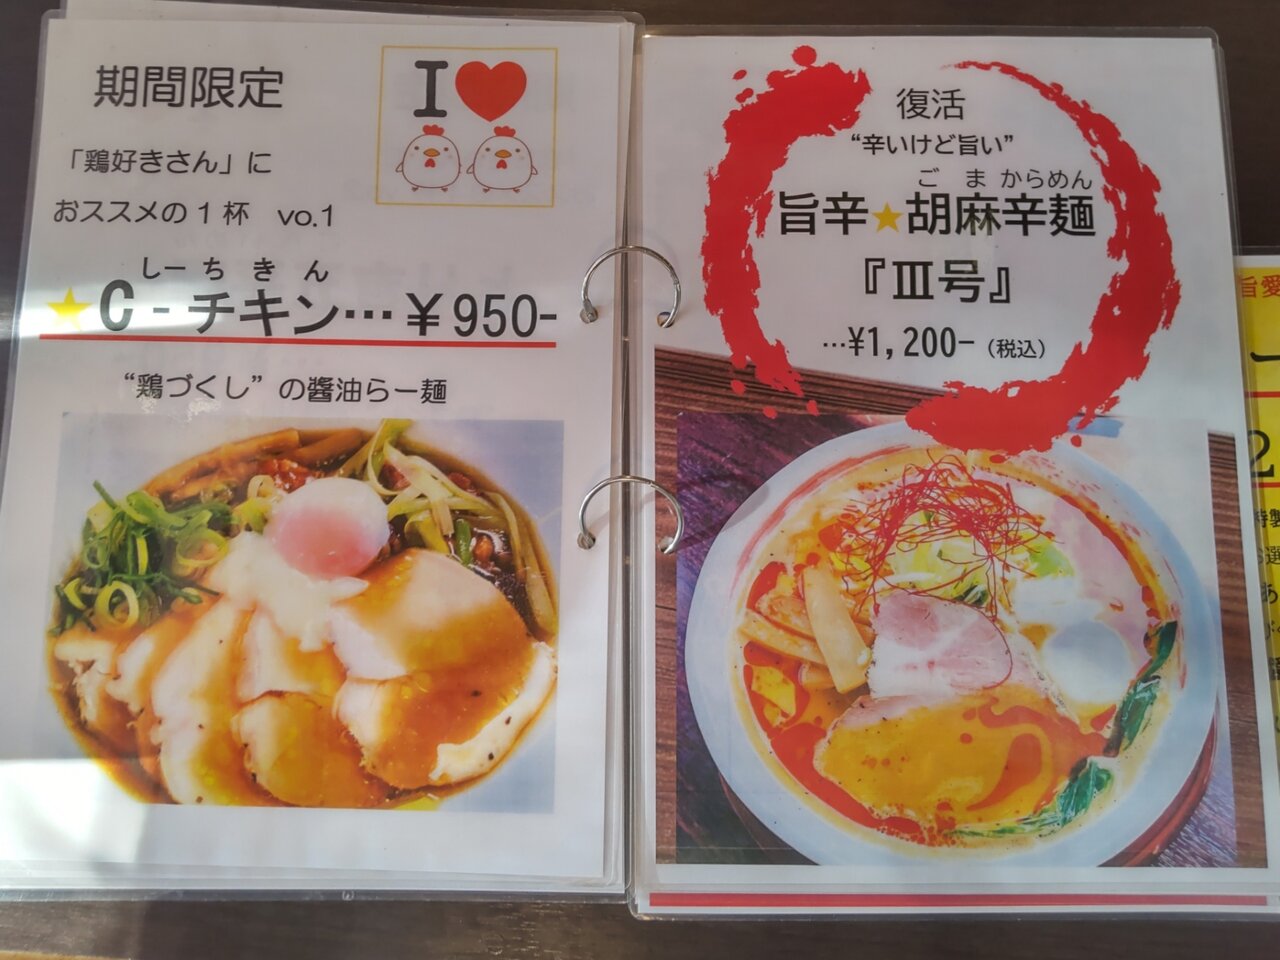 期間限定
I
「鶏好きさん」に
おススメの1杯 vo.1
しーちきん
★C-チキン…¥950-
“鶏づくし”の醤油らー麺
復活
“辛いけど旨い”
ごまからめん
旨辛★胡麻辛麺
『Ⅲ号』
…¥1,200-（税込）
旨愛
2